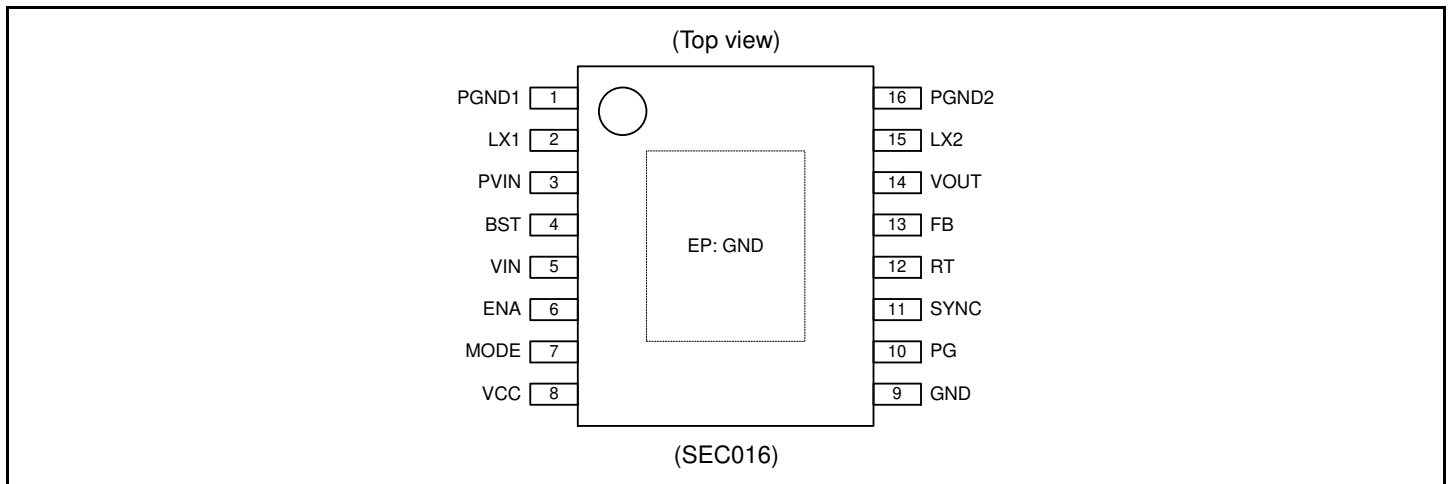 (Top view)
PGND1 1 16 PGND2
LX1 2 15 LX2
PVIN 3 14 VOUT
BST 4 13 FB
EP: GND
VIN 5 12 RT
ENA 6 11 SYNC
MODE 7 10 PG
VCC 8 9 GND
(SEC016)